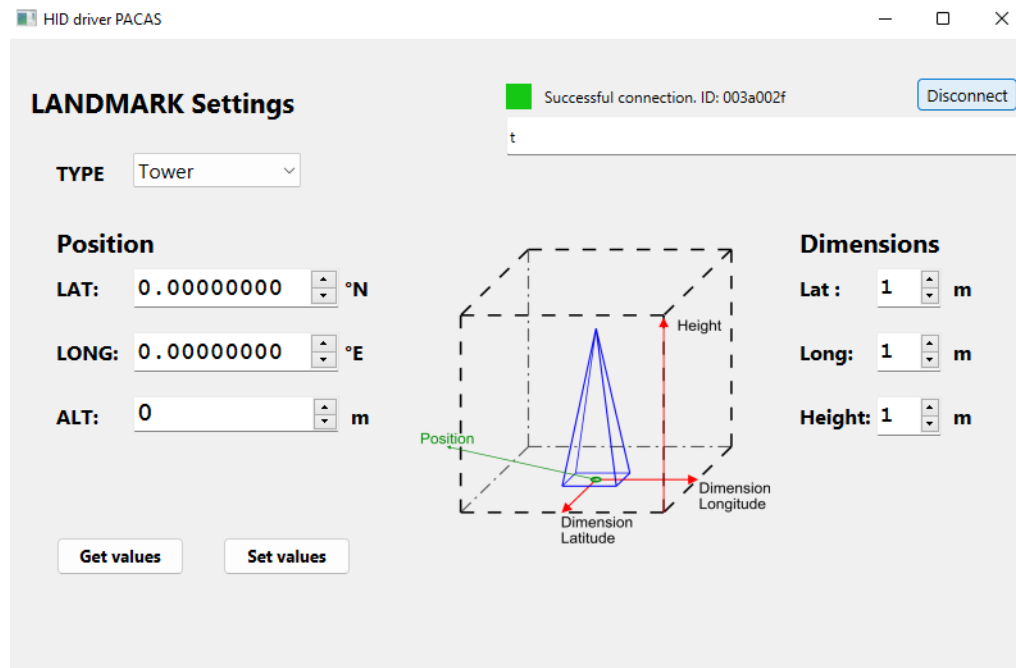 HID driver PACAS
LANDMARK Settings
Successful connection. ID: 003a002f
Disconnect
t
TYPE
Tower
Position
LAT: 0.00000000 °N
LONG: 0.00000000 °E
ALT: 0 m
Height
Position
Dimension
Longitude
Dimension
Latitude
Dimensions
Lat : 1 m
Long: 1 m
Height: 1 m
Get values
Set values